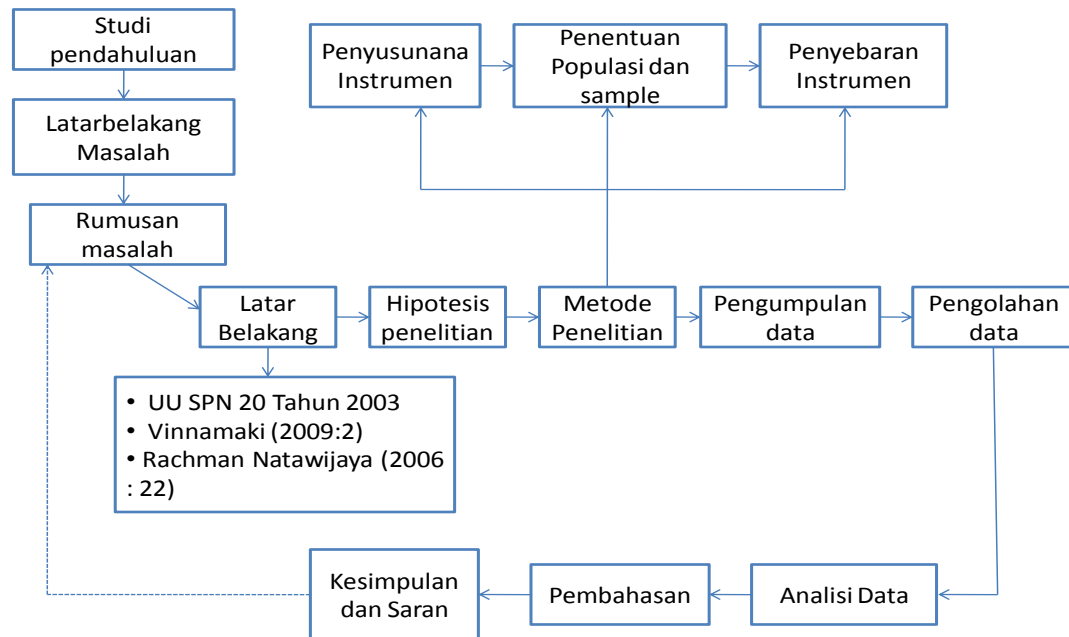 Studi
pendahuluan
Latarbelakang
Masalah
Rumusan
masalah
Penyusunana
Instrumen
Penentuan
Populasi dan
sample
Penyebaran
Instrumen
Latar
Belakang
Hipotesis
penelitian
Metode
Penelitian
Pengumpulan
data
Pengolahan
data
• UU SPN 20 Tahun 2003
• Vinnamaki (2009:2)
• Rachman Natawijaya (2006
: 22)
Kesimpulan
dan Saran
Pembahasan
Analisi Data